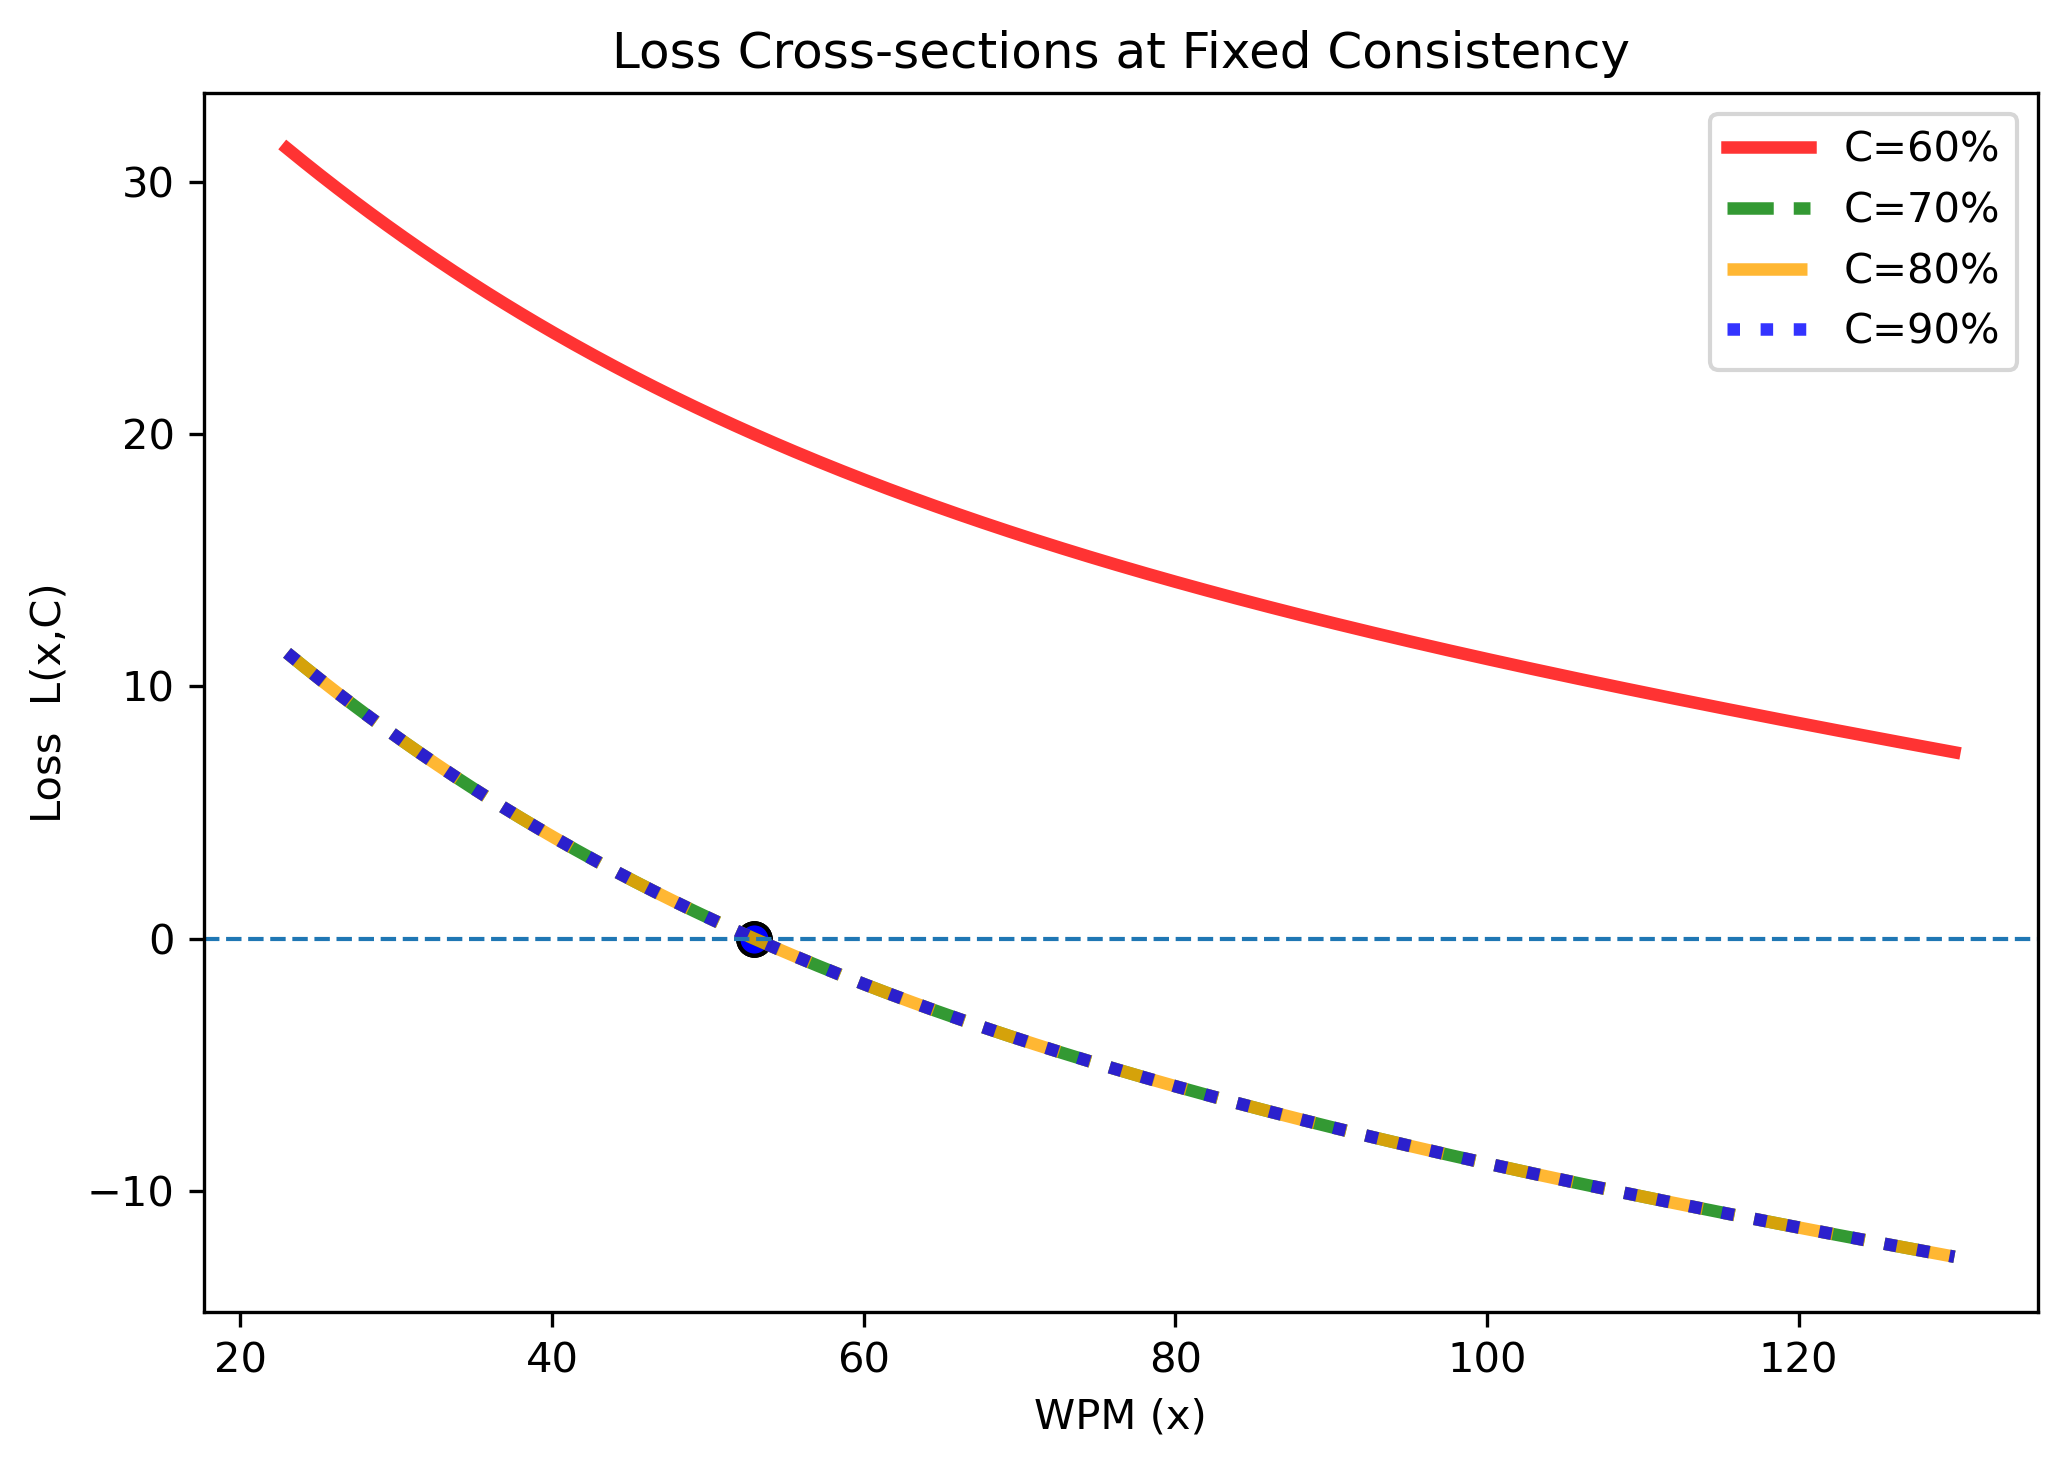 Loss Cross-sections at Fixed Consistency
C=60%
C=70%
C=80%
C=90%
30
20
10
0
−10
Loss L(x,C)
20 40 60 80 100 120
WPM (x)